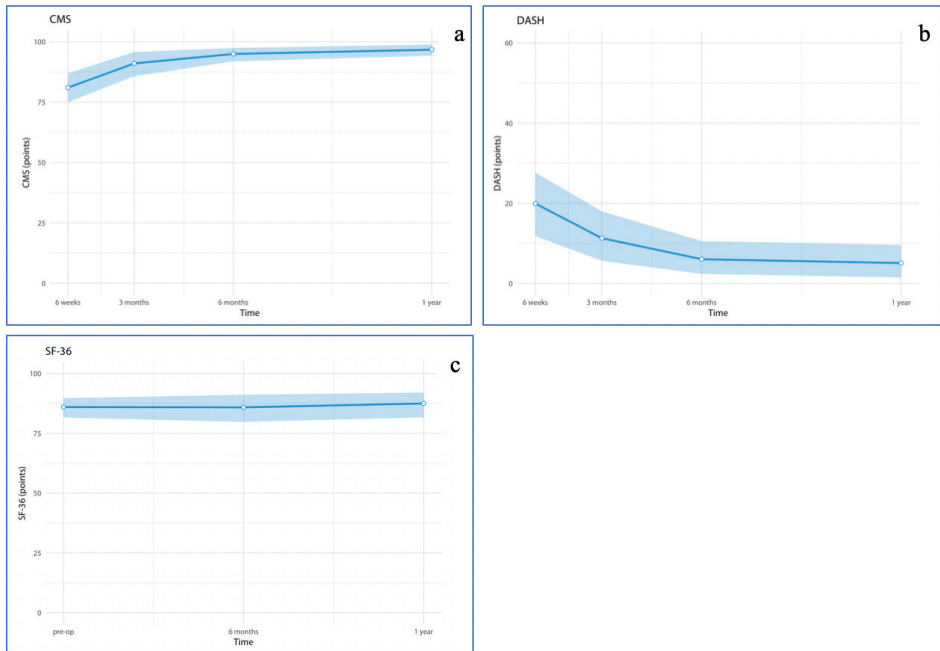 CMS
a
100
75
50
25
0
CMS (points)
6 weeks 3 months 6 months 1 year
Time
DASH
b
60
40
20
0
DASH (points)
6 weeks 3 months 6 months 1 year
Time
SF-36
c
100
75
50
25
0
SF-36 (points)
pre-op 6 months 1 year
Time